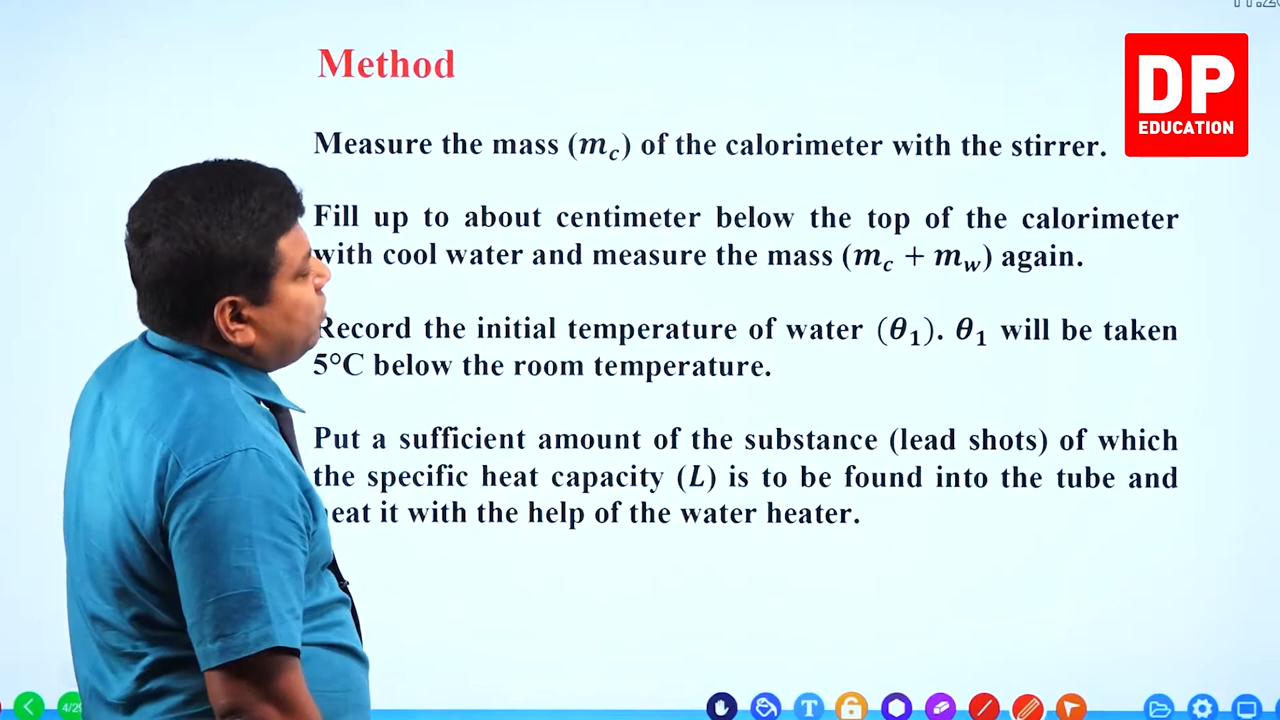 Method
DP
EDUCATION
Measure the mass (m_c) of the calorimeter with the stirrer.
Fill up to about centimeter below the top of the calorimeter
with cool water and measure the mass (m_c + m_w) again.
Record the initial temperature of water (θ_1). θ_1 will be taken
5°C below the room temperature.
Put a sufficient amount of the substance (lead shots) of which
the specific heat capacity (L) is to be found into the tube and
heat it with the help of the water heater.
4/29
T